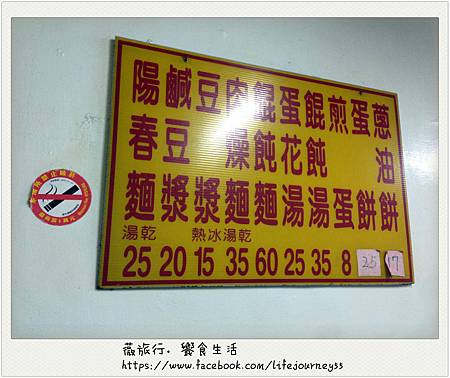 陽春麵
鹹豆漿
豆漿
肉燥麵
餛飩麵
蛋花湯
餛飩湯
煎蛋
蛋餅
蔥油餅
湯乾 熱冰湯乾
25 20 15 35 60 25 35 8 25 17
薇旅行. 饗食生活
https://www.facebook.com/lifejourneyss